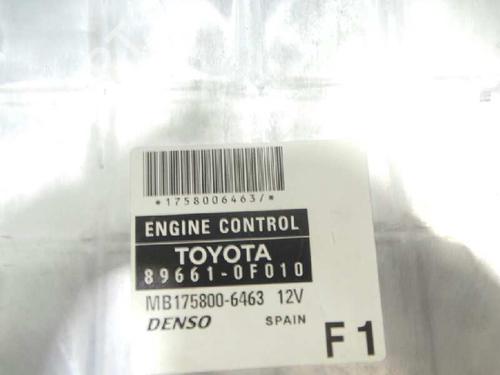 *1758006463/*
ENGINE CONTROL
TOYOTA
89661-0F010
MB175800-6463 12V
DENSO SPAIN
F1